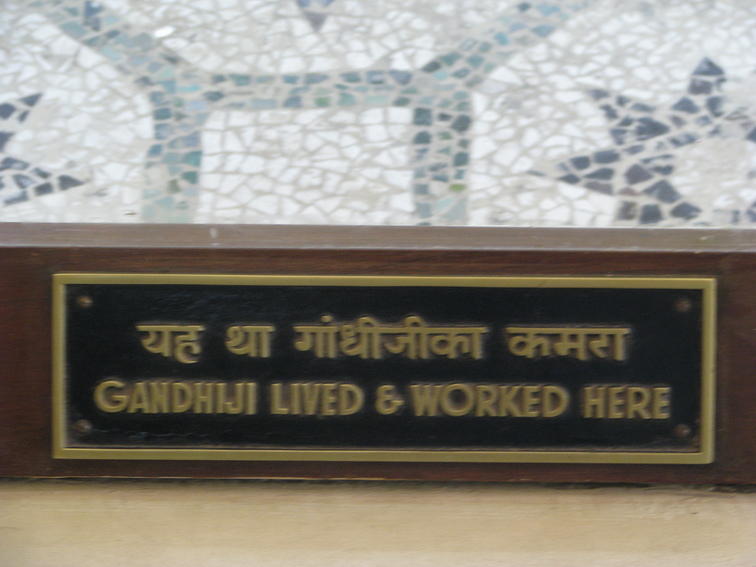 यह था गांधीजीका कमरा
GANDHIJI LIVED & WORKED HERE